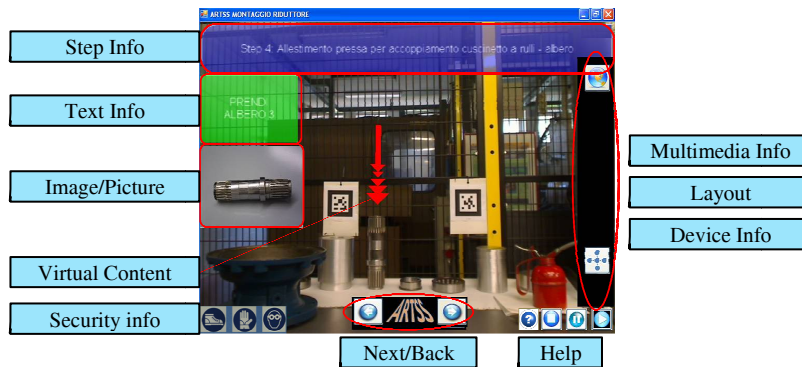 ARTSS MONTAGGIO RIDUTTORE
Step Info
Step 4: Allestimento pressa per accoppiamento cuscinetto a rulli - albero
Text Info
PRENDI
ALBERO 3
Multimedia Info
Image/Picture
Layout
Device Info
Virtual Content
Security info
ARTSS
Next/Back
Help